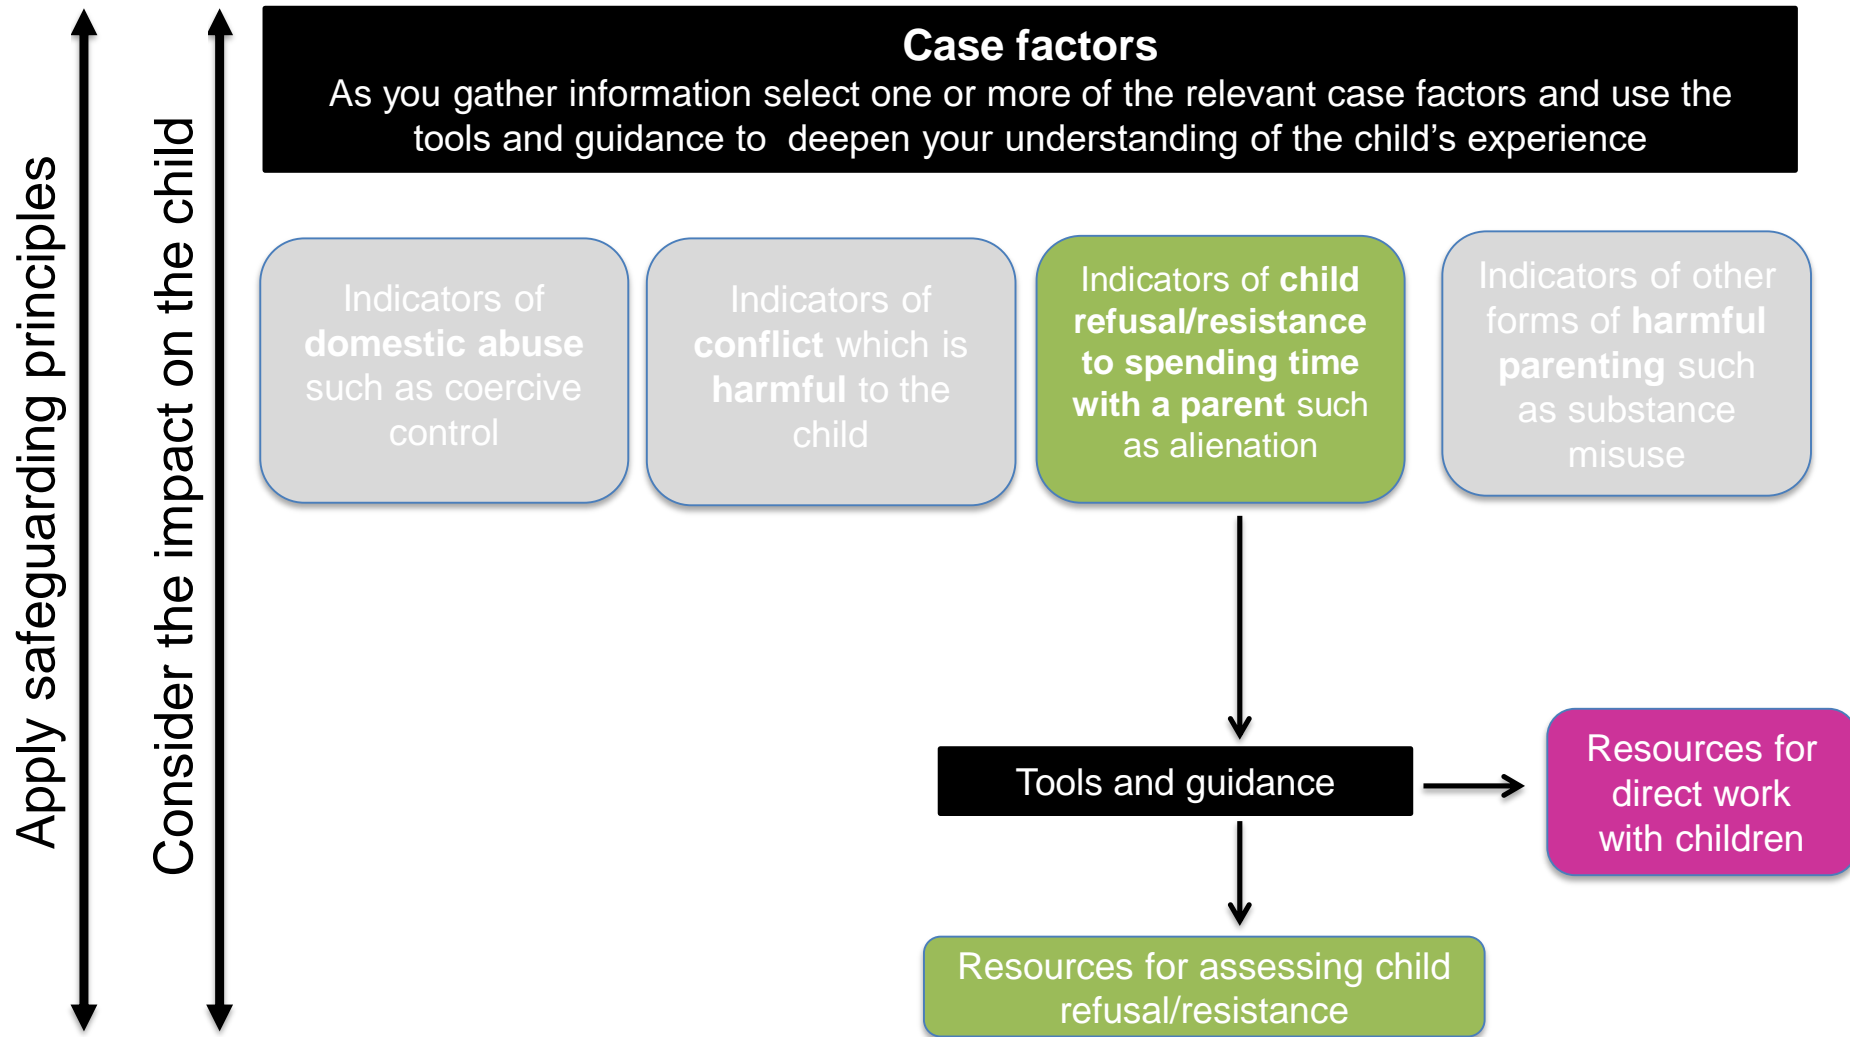 Apply safeguarding principles
Consider the impact on the child
Case factors
As you gather information select one or more of the relevant case factors and use the
tools and guidance to  deepen your understanding of the child’s experience
Indicators of
domestic abuse
such as coercive
control
Indicators of
conflict which is
harmful to the
child
Indicators of child
refusal/resistance
to spending time
with a parent such
as alienation
Indicators of other
forms of harmful
parenting such
as substance
misuse
Tools and guidance
Resources for
direct work
with children
Resources for assessing child
refusal/resistance